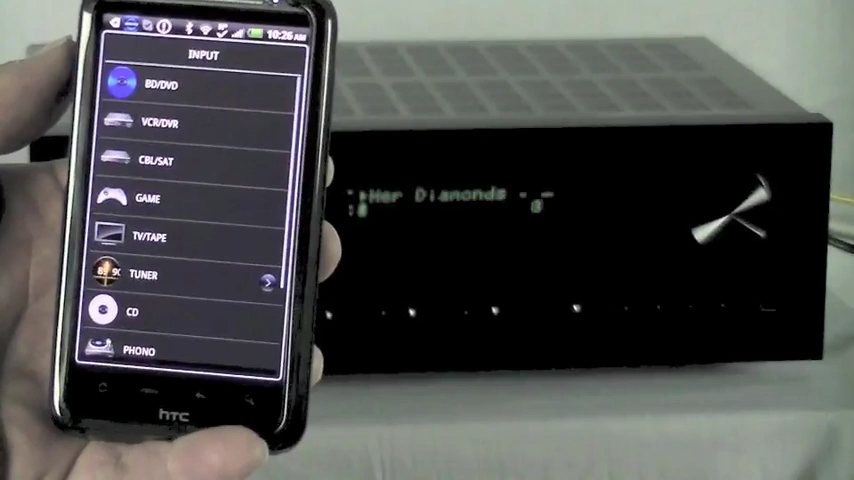 10:26 AM
INPUT
BD/DVD
VCR/DVR
CBL/SAT
GAME
TV/TAPE
TUNER
CD
PHONO
htc
Her Diamonds -